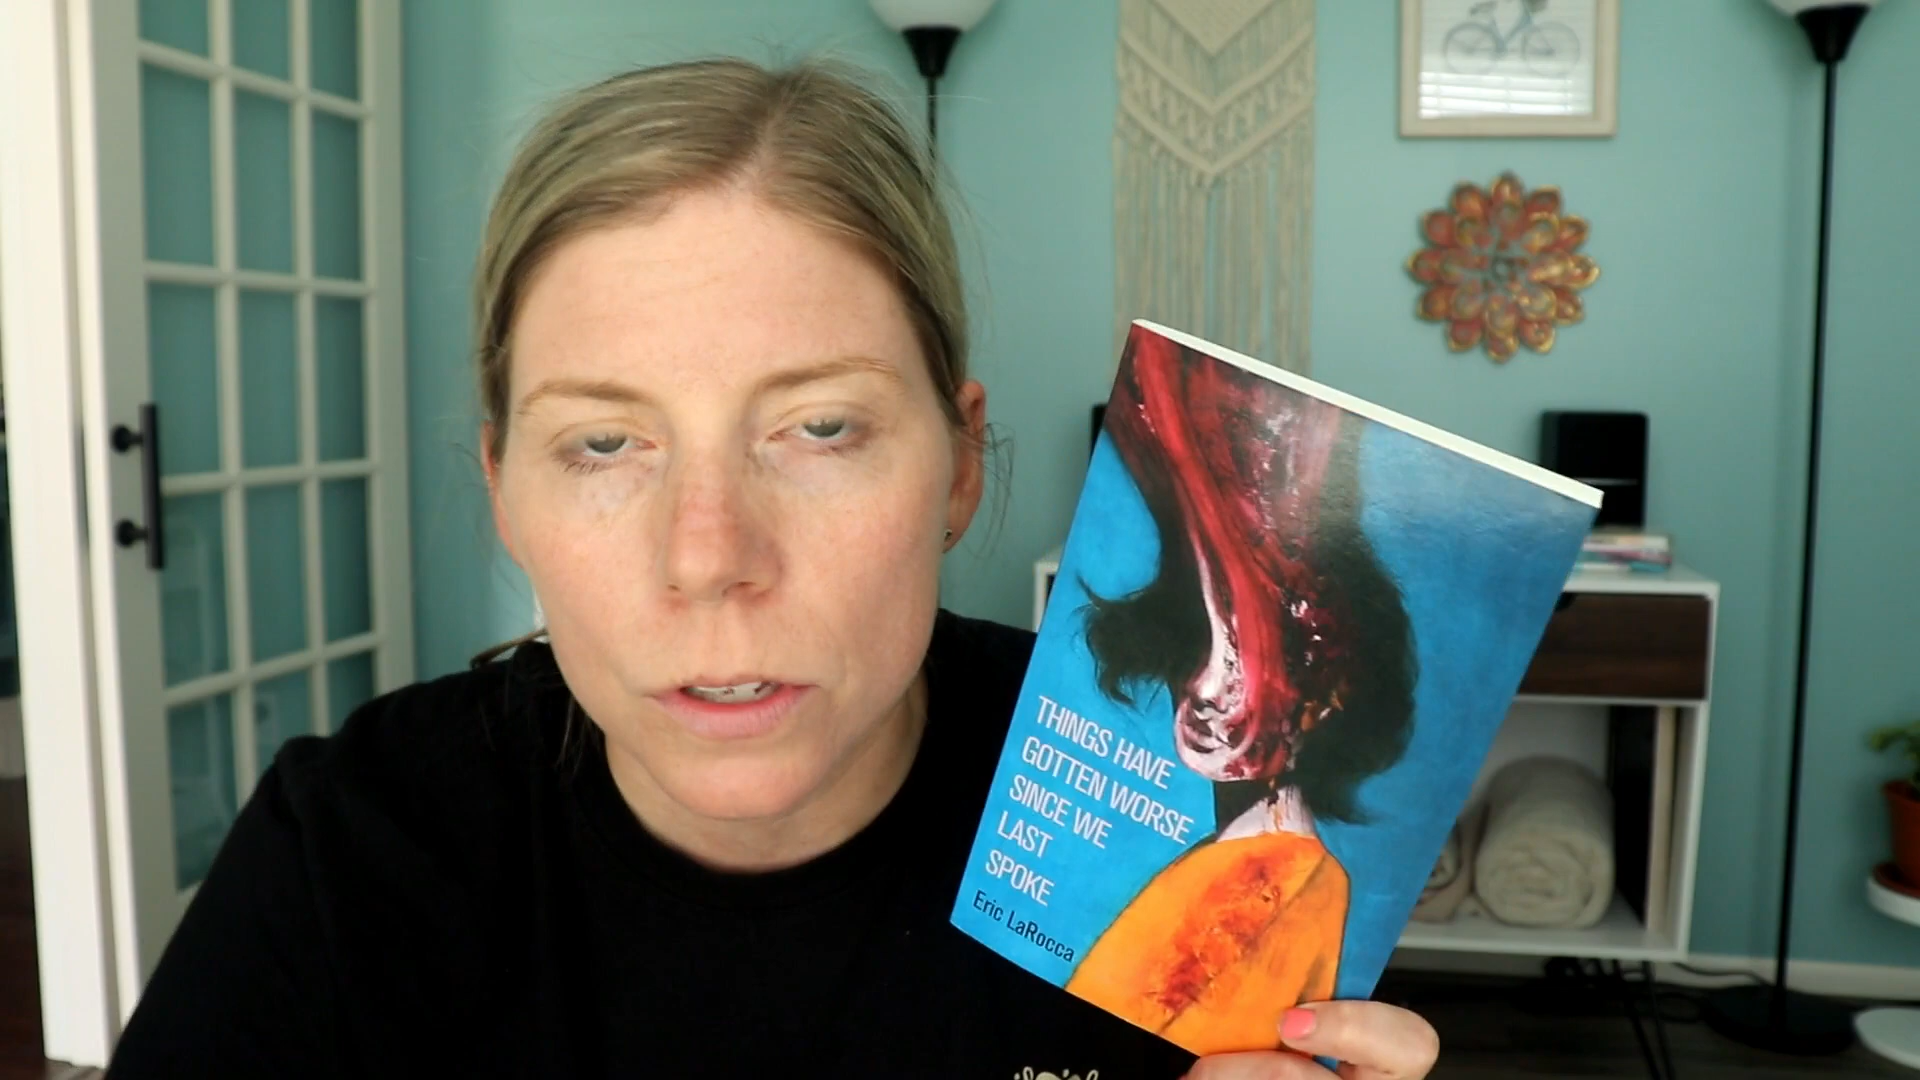 THINGS HAVE
GOTTEN WORSE
SINCE WE
LAST
SPOKE
Eric LaRocca